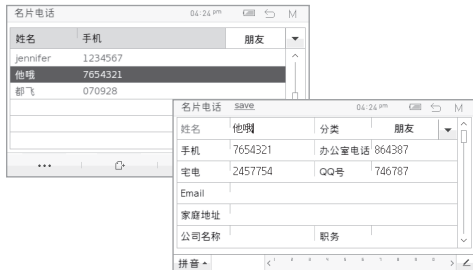 名片电话 04:24 pm M
姓名 手机 朋友
jennifer 1234567
他哦 7654321
都飞 070928
•••
名片电话 save 04:24 pm M
姓名 他哦 分类 朋友
手机 7654321 办公室电话 864387
宅电 2457754 QQ号 746787
Email
家庭地址
公司名称 职务
拼音